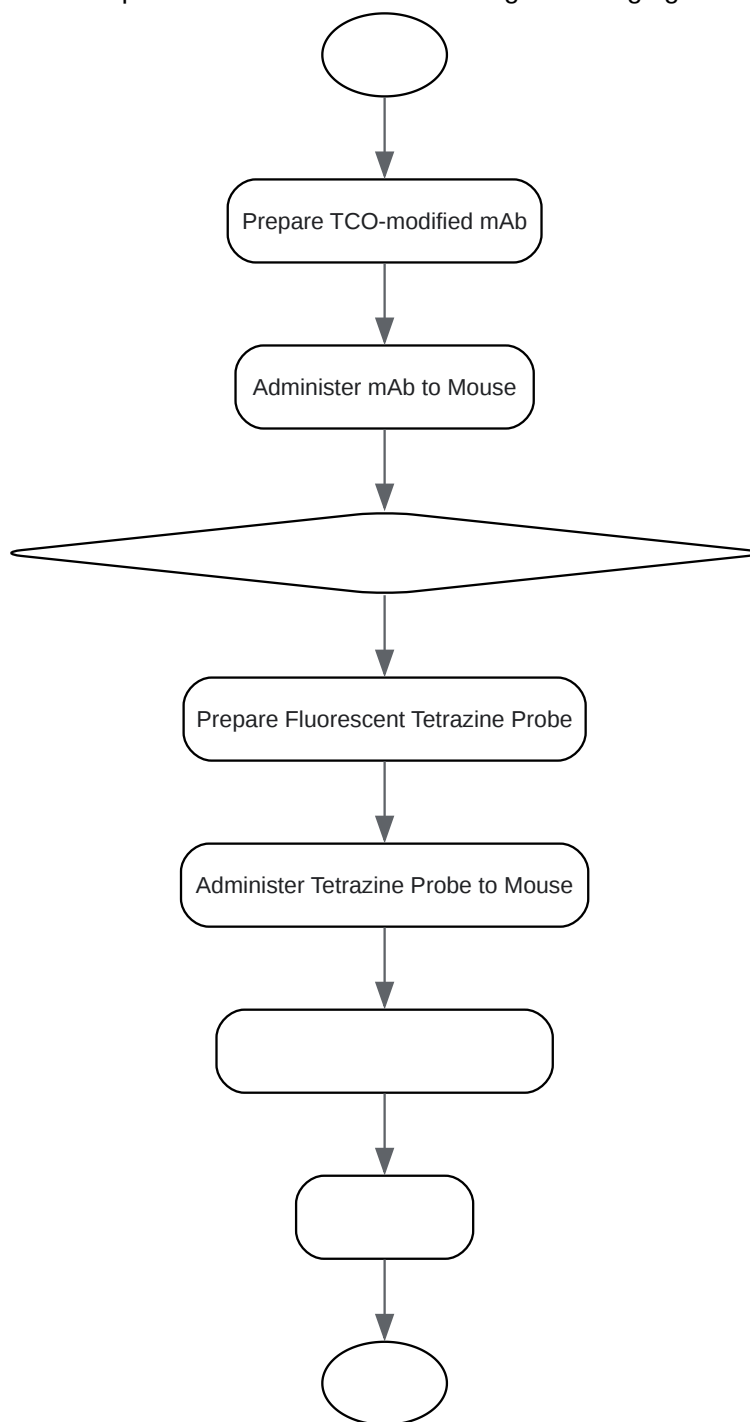 Prepare TCO-modified mAb
Administer mAb to Mouse
Prepare Fluorescent Tetrazine Probe
Administer Tetrazine Probe to Mouse